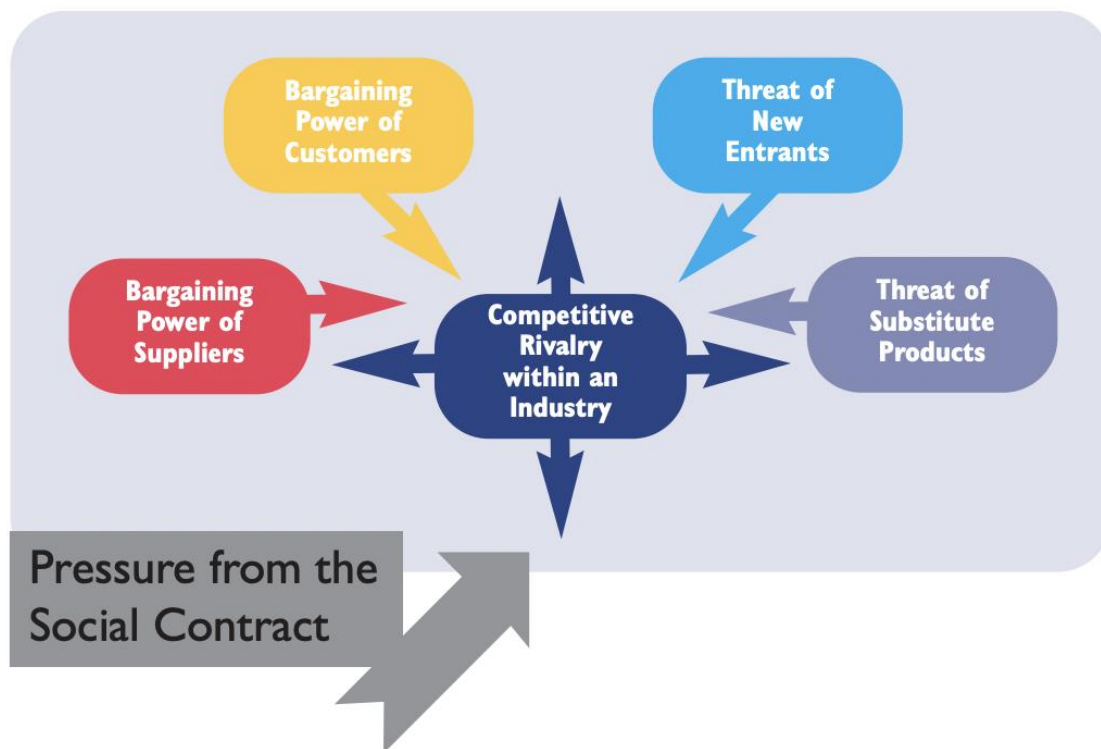 Bargaining
Power of
Customers
Threat of
New
Entrants
Bargaining
Power of
Suppliers
Competitive
Rivalry
within an
Industry
Threat of
Substitute
Products
Pressure from the
Social Contract